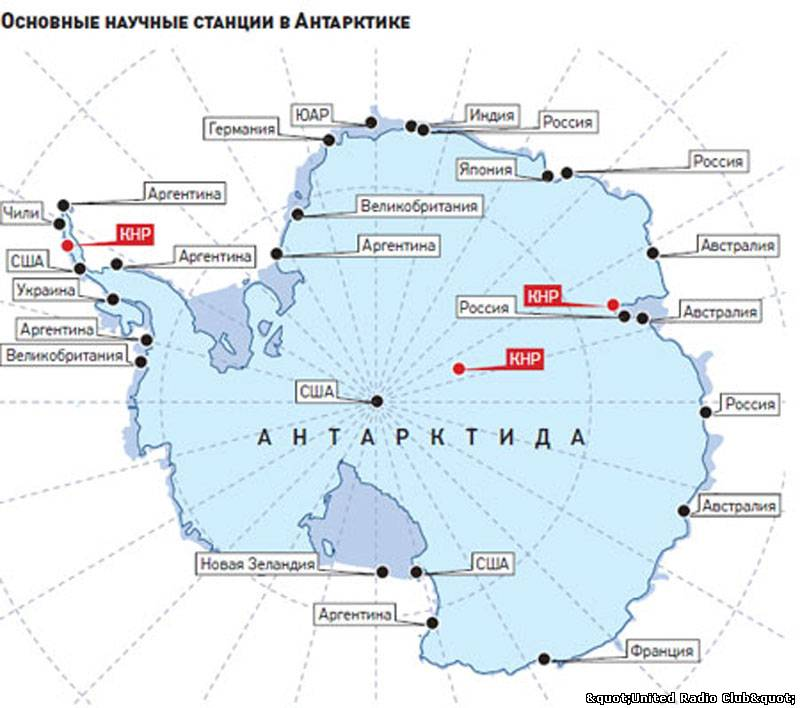 ОСНОВНЫЕ НАУЧНЫЕ СТАНЦИИ В АНТАРКТИКЕ
ЮАР
Индия
Германия
Россия
Япония
Россия
Аргентина
Чили
Великобритания
КНР
Аргентина
Аргентина
Австралия
США
Украина
КНР
Россия
Австралия
Аргентина
Великобритания
КНР
США
Россия
АНТАРКТИДА
Австралия
Новая Зеландия
США
Аргентина
Франция
&quot;United Radio Club&quot;